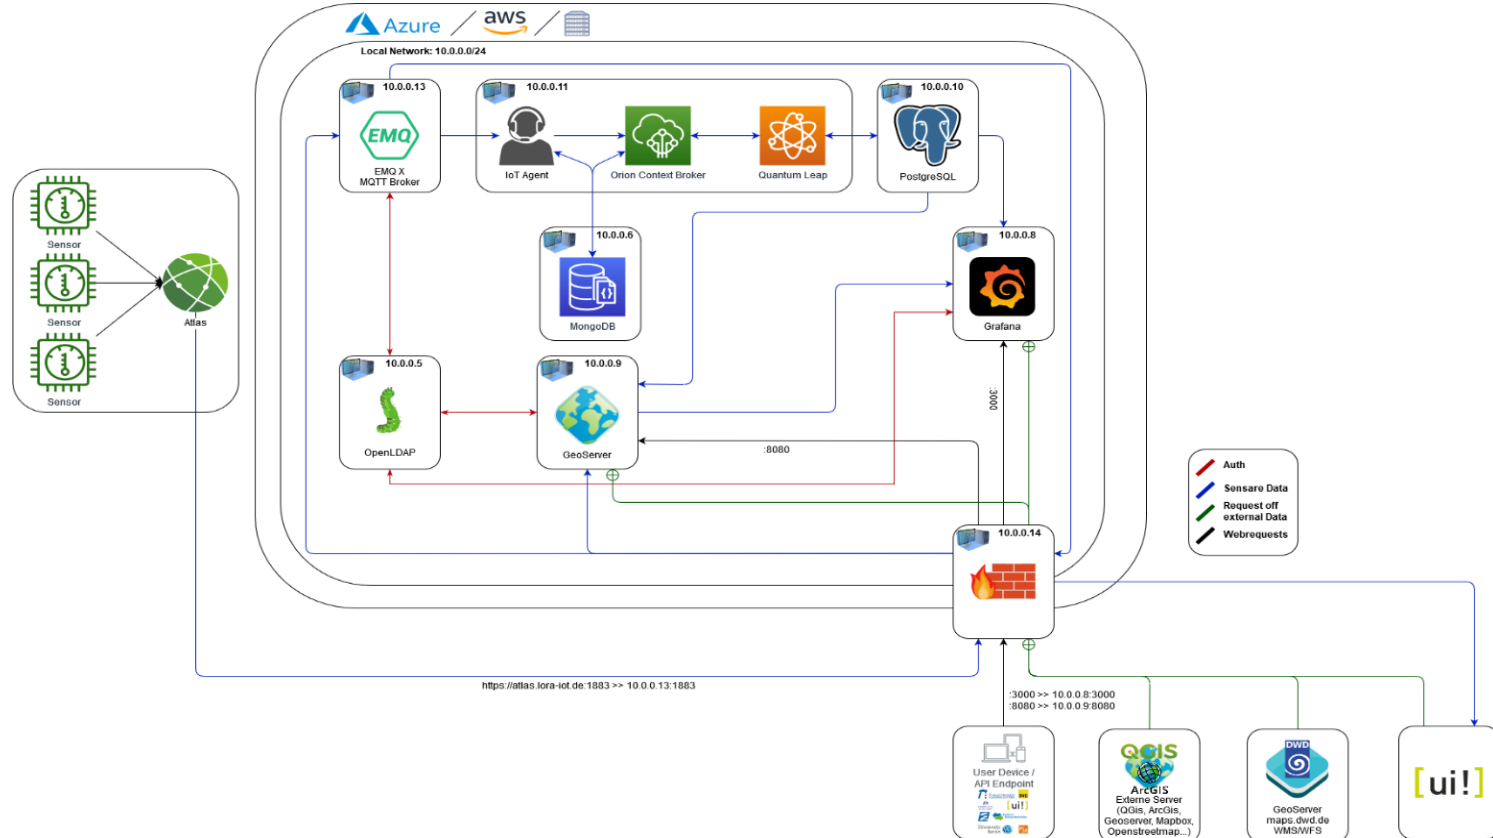 Azure
aws
Local Network: 10.0.0.0/24
10.0.0.13
EMQ
EMQ X
MQTT Broker
10.0.0.11
IoT Agent
Orion Context Broker
Quantum Leap
10.0.0.10
PostgreSQL
Sensor
Sensor
Sensor
Atlas
10.0.0.6
MongoDB
10.0.0.8
Grafana
10.0.0.5
OpenLDAP
10.0.0.9
GeoServer
:3000
:8080
10.0.0.14
Auth
Sensare Data
Request off
external Data
Webrequests
https://atlas.lora-iot.de:1883 >> 10.0.0.13:1883
:3000 >> 10.0.0.8:3000
:8080 >> 10.0.0.9:8080
User Device /
API Endpoint
[ui!]
QGIS
ArcGIS
Externe Server
(QGis, ArcGis,
Geoserver, Mapbox,
Openstreetmap...)
DWD
GeoServer
maps.dwd.de
WMS/WFS
[ui!]